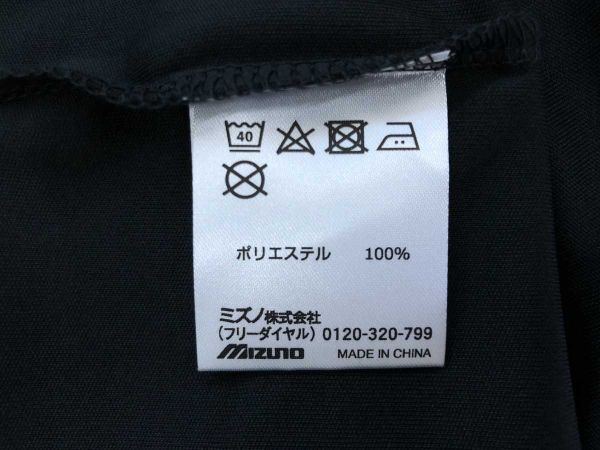 40
ポリエステル 100%
ミズノ株式会社
(フリーダイヤル) 0120-320-799
MIZUNO MADE IN CHINA